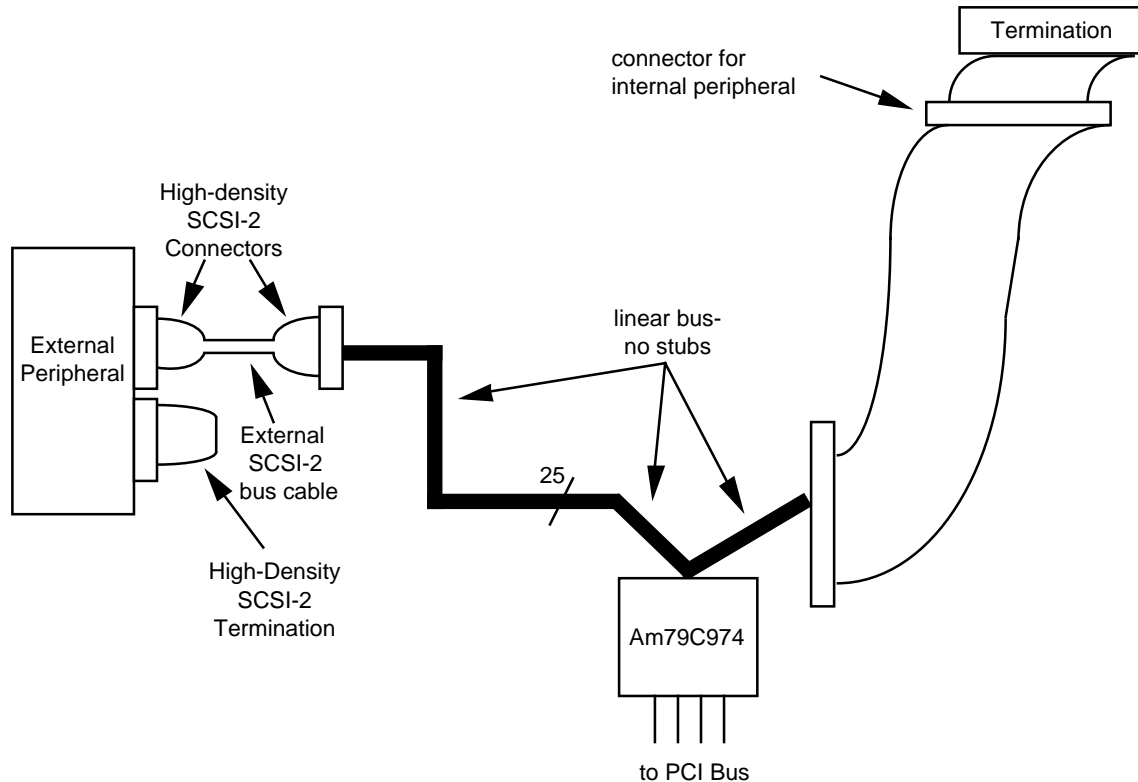 Termination
connector for
internal peripheral
High-density
SCSI-2
Connectors
External
Peripheral
linear bus-
no stubs
External
SCSI-2
bus cable
25
High-Density
SCSI-2
Termination
Am79C974
to PCI Bus